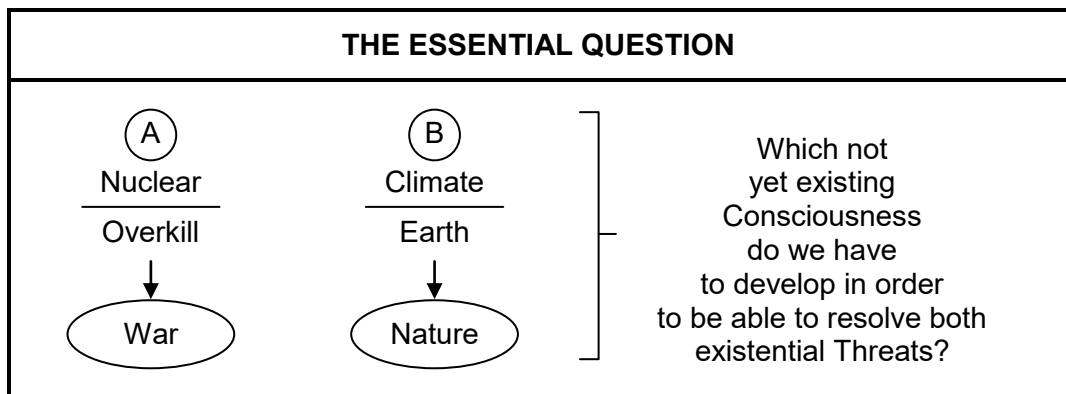 THE ESSENTIAL QUESTION
A
Nuclear
Overkill
War
B
Climate
Earth
Nature
Which not
yet existing
Consciousness
do we have
to develop in order
to be able to resolve both
existential Threats?